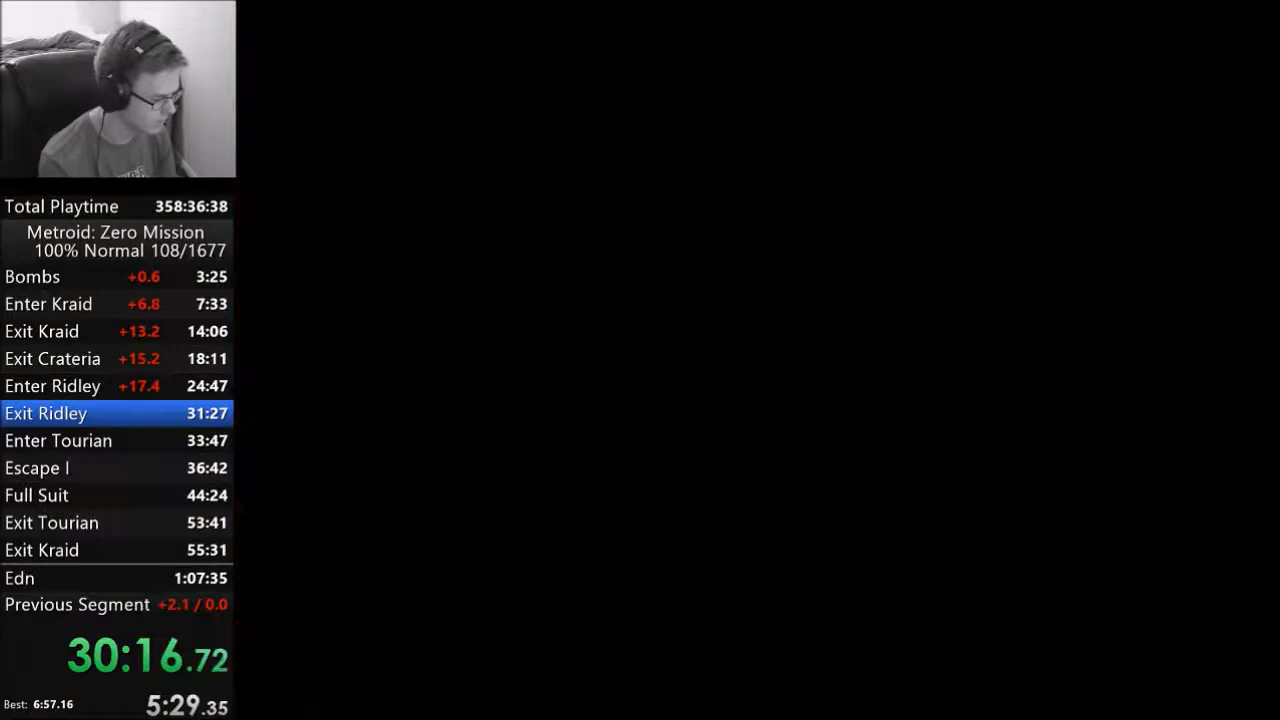 Total Playtime 358:36:38
Metroid: Zero Mission
100% Normal 108/1677
Bombs +0.6 3:25
Enter Kraid +6.8 7:33
Exit Kraid +13.2 14:06
Exit Crateria +15.2 18:11
Enter Ridley +17.4 24:47
Exit Ridley 31:27
Enter Tourian 33:47
Escape I 36:42
Full Suit 44:24
Exit Tourian 53:41
Exit Kraid 55:31
Edn 1:07:35
Previous Segment +2.1 / 0.0
30:16.72
Best: 6:57.16 5:29.35